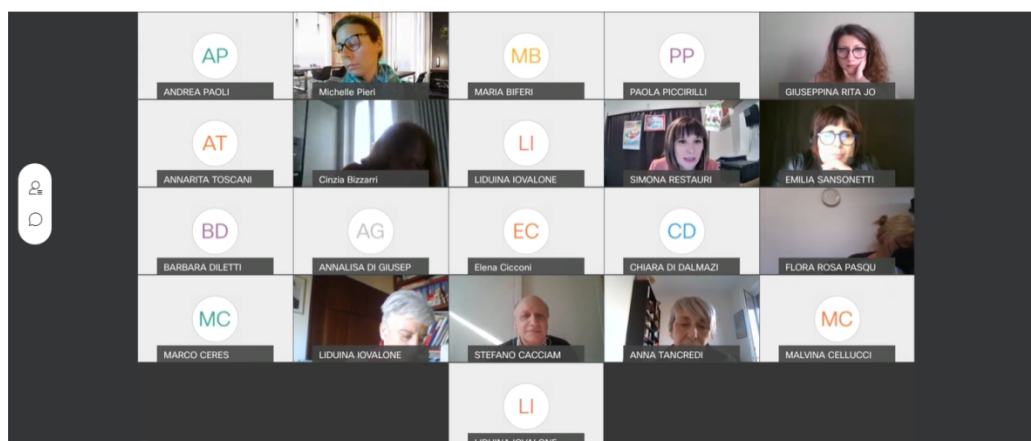 AP
ANDREA PAOLI
Michelle Pieri
MB
MARIA BIFERI
PP
PAOLA PICCIRILLI
GIUSEPPINA RITA JO
AT
ANNARITA TOSCANI
Cinzia Bizzarri
LI
LIDUINA IOVALONE
SIMONA RESTAURI
EMILIA SANSONETTI
BD
BARBARA DILETTI
AG
ANNALISA DI GIUSEP
EC
Elena Cicconi
CD
CHIARA DI DALMAZI
FLORA ROSA PASQU
MC
MARCO CERES
LIDUINA IOVALONE
STEFANO CACCIAM
ANNA TANCREDI
MC
MALVINA CELLUCCI
LI
LIDUINA IOVALONE